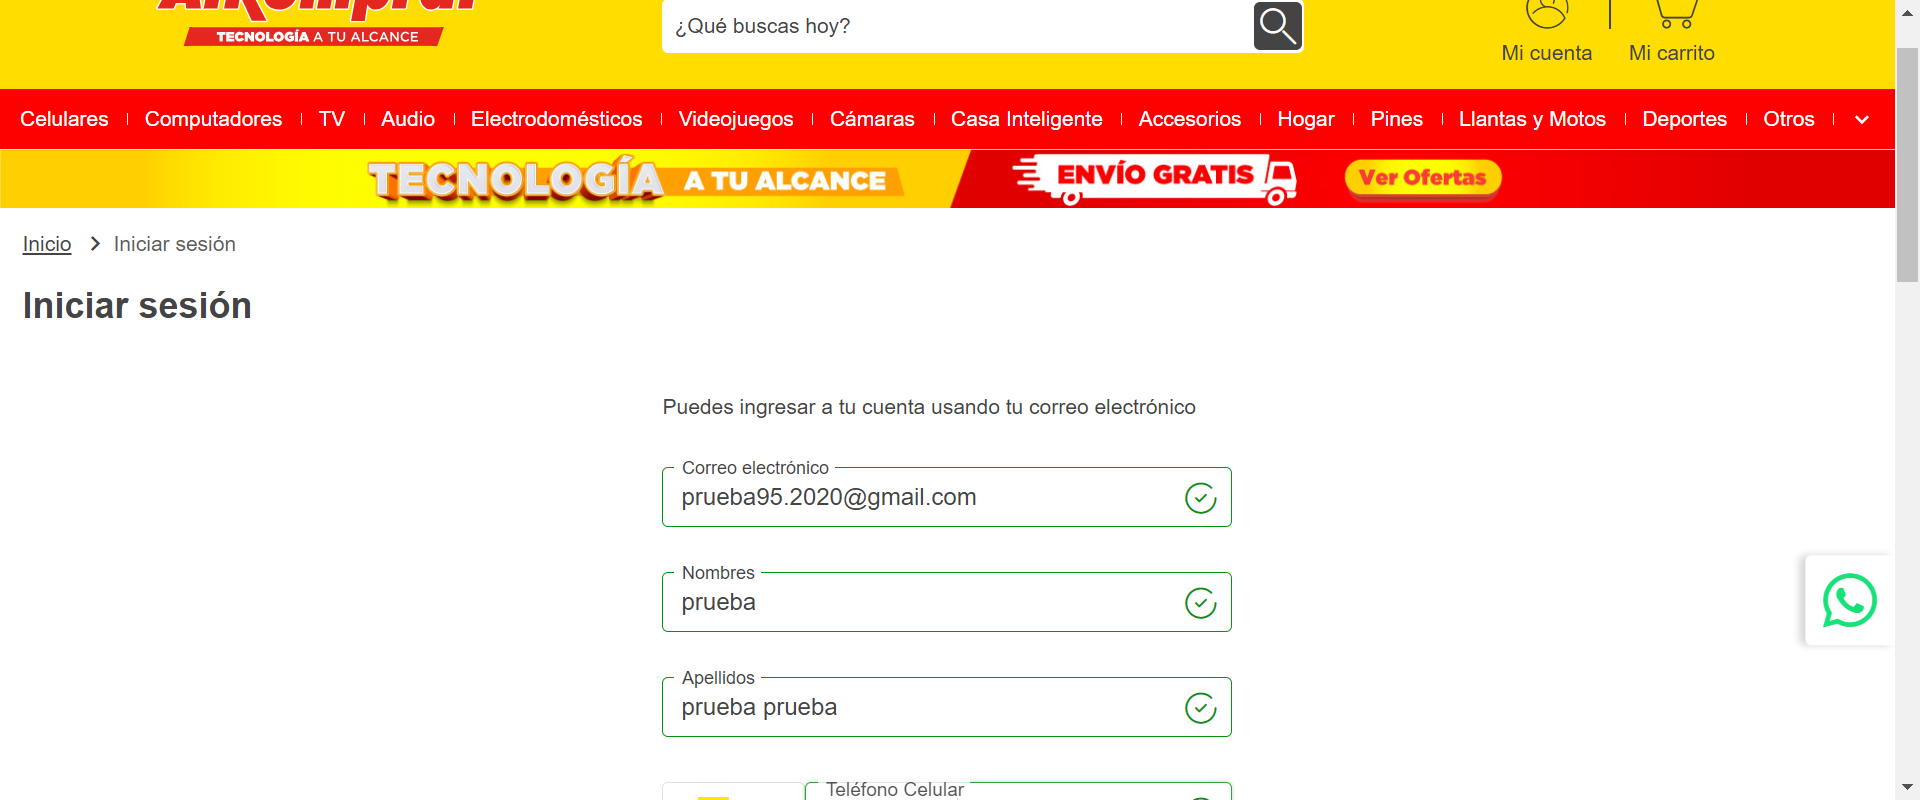 TECNOLOGÍA A TU ALCANCE
¿Qué buscas hoy?
Mi cuenta
Mi carrito
Celulares Computadores TV Audio Electrodomésticos Videojuegos Cámaras Casa Inteligente Accesorios Hogar Pines Llantas y Motos Deportes Otros
TECNOLOGÍA A TU ALCANCE ENVÍO GRATIS Ver Ofertas
Inicio Iniciar sesión
Iniciar sesión
Puedes ingresar a tu cuenta usando tu correo electrónico
Correo electrónico
prueba95.2020@gmail.com
Nombres
prueba
Apellidos
prueba prueba
Teléfono Celular